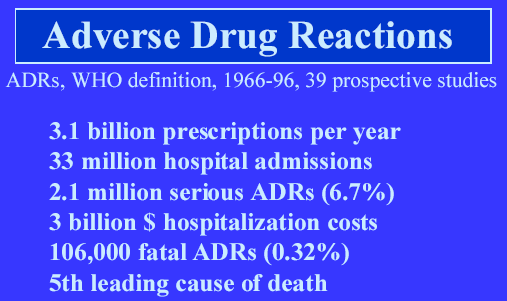 Adverse Drug Reactions
ADRs, WHO definition, 1966-96, 39 prospective studies
3.1 billion prescriptions per year
33 million hospital admissions
2.1 million serious ADRs (6.7%)
3 billion $ hospitalization costs
106,000 fatal ADRs (0.32%)
5th leading cause of death